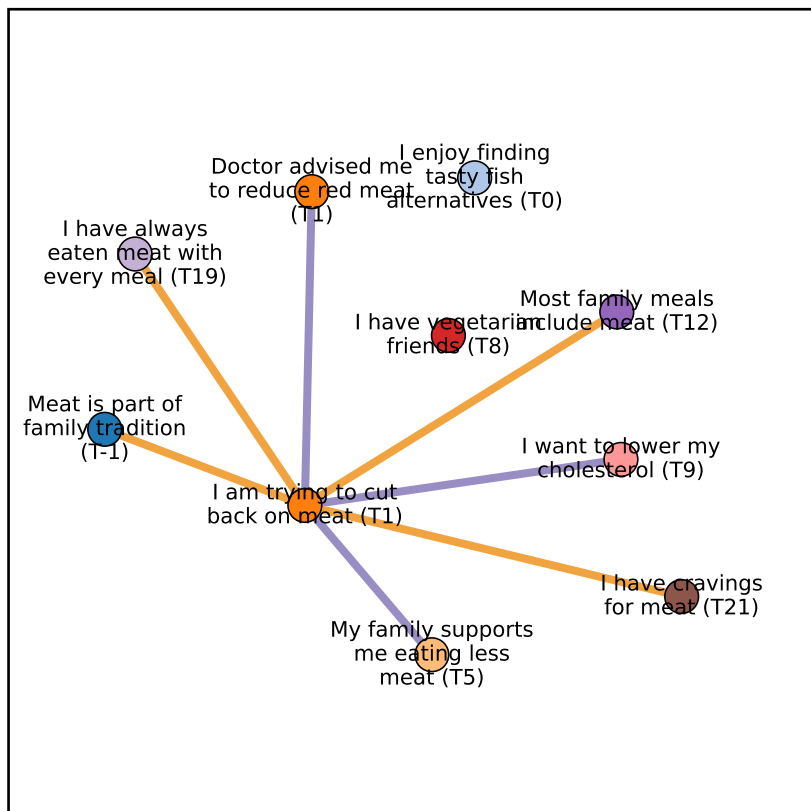 I enjoy finding
tasty fish
alternatives (T0)
Doctor advised me
to reduce red meat
(T1)
I have always
eaten meat with
every meal (T19)
Most family meals
include meat (T12)
I have vegetarian
friends (T8)
Meat is part of
family tradition
(T-1)
I want to lower my
cholesterol (T9)
I am trying to cut
back on meat (T1)
I have cravings
for meat (T21)
My family supports
me eating less
meat (T5)